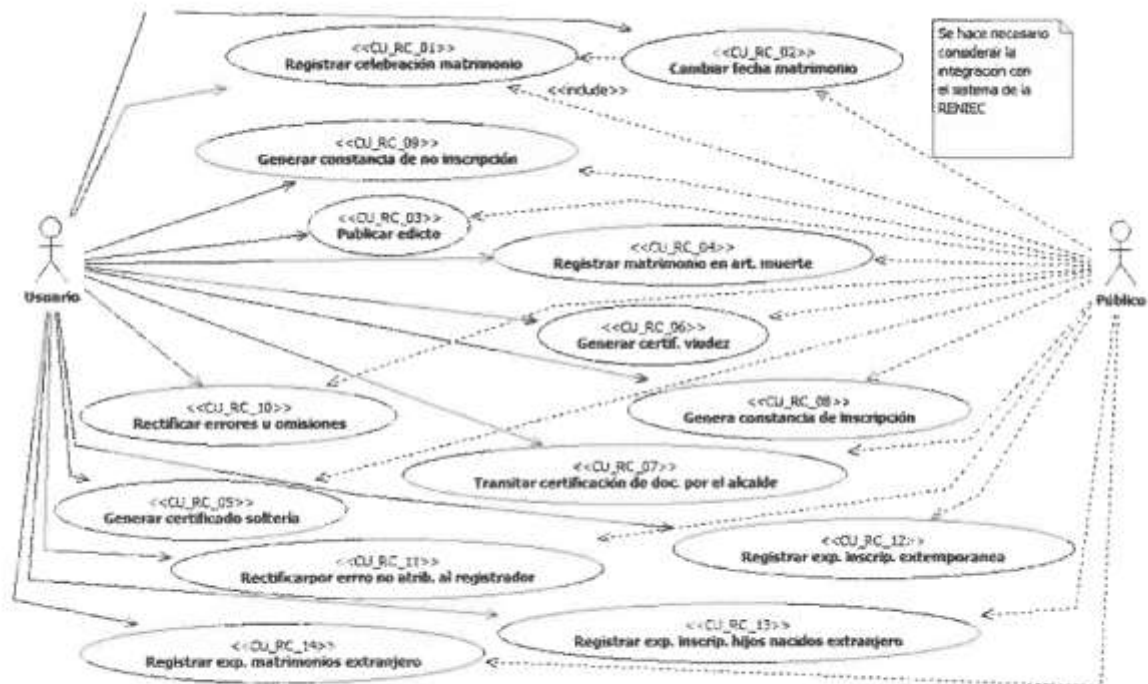 <<CU_RC_01>>
Registrar celebración matrimonio
<<CU_RC_02>>
Cambiar fecha matrimonio
Se hace necesario
considerar la
integracion con
el sistema de la
RENIEC
<<include>>
<<CU_RC_09>>
Generar constancia de no inscripción
<<CU_RC_03>>
Publicar edicto
<<CU_RC_04>>
Registrar matrimonio en art. muerte
Usuario
Público
<<CU_RC_06>>
Generar certif. viudez
<<CU_RC_10>>
Rectificar errores u omisiones
<<CU_RC_08>>
Genera constancia de inscripción
<<CU_RC_07>>
Tramitar certificación de doc. por el alcalde
<<CU_RC_05>>
Generar certificado solteria
<<CU_RC_12>>
Registrar exp. inscrip. extemporanea
<<CU_RC_11>>
Rectificarpor errro no atrib. al registrador
<<CU_RC_13>>
Registrar exp. inscrip. hijos nacidos extranjero
<<CU_RC_14>>
Registrar exp. matrimonios extranjero